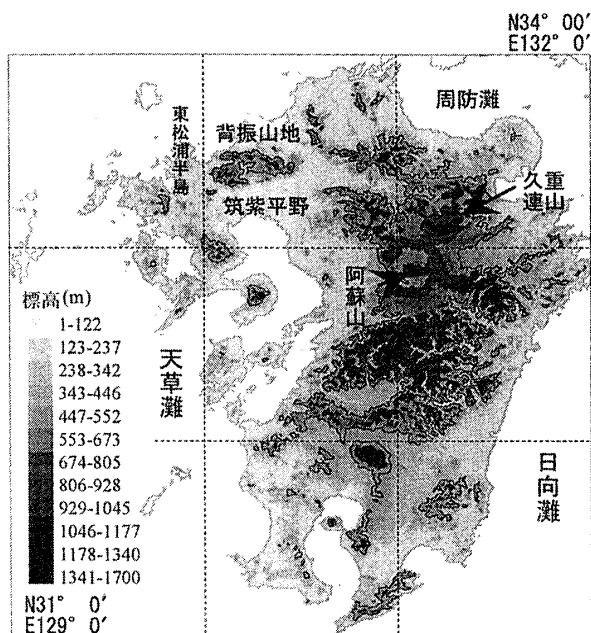 N34° 00′
E132° 0′
周防灘
東松浦半島
背振山地
久重
連山
筑紫平野
阿蘇山
標高(m)
1-122
123-237
238-342
343-446
447-552
553-673
674-805
806-928
929-1045
1046-1177
1178-1340
1341-1700
天草灘
日向灘
N31° 0′
E129° 0′